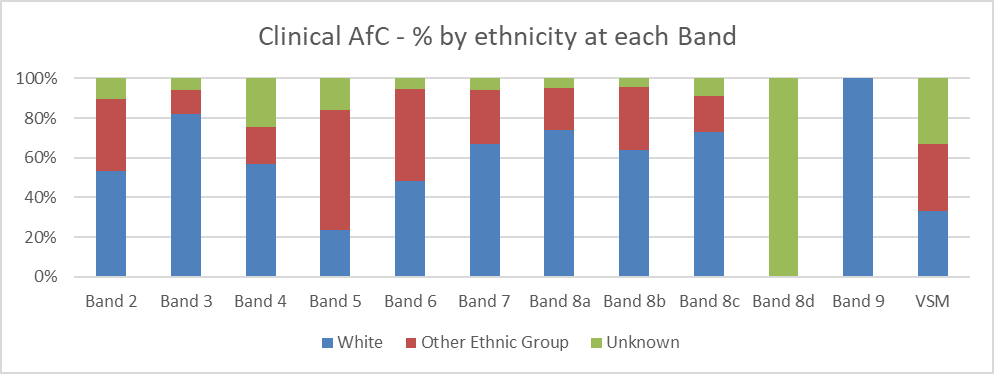 Clinical AfC - % by ethnicity at each Band
100%
80%
60%
40%
20%
0%
Band 2 Band 3 Band 4 Band 5 Band 6 Band 7 Band 8a Band 8b Band 8c Band 8d Band 9 VSM
White Other Ethnic Group Unknown